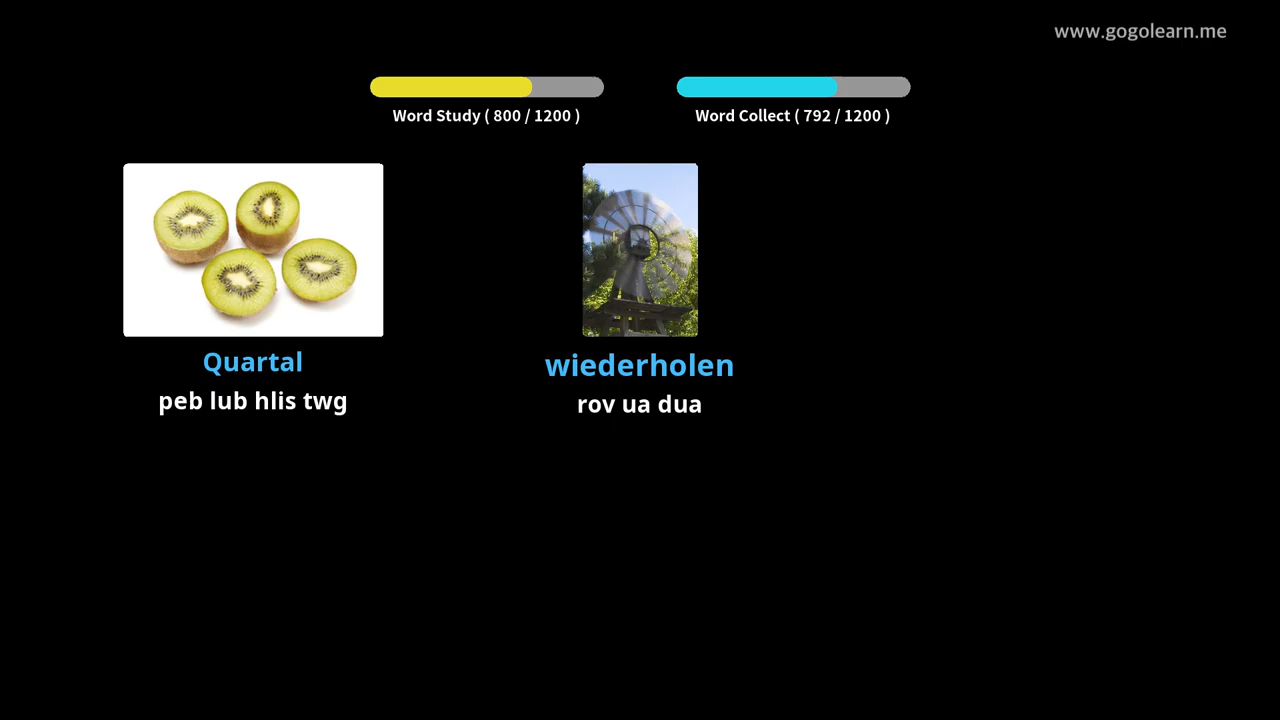 www.gogolearn.me
Word Study ( 800 / 1200 )
Word Collect ( 792 / 1200 )
Quartal
peb lub hlis twg
wiederholen
rov ua dua